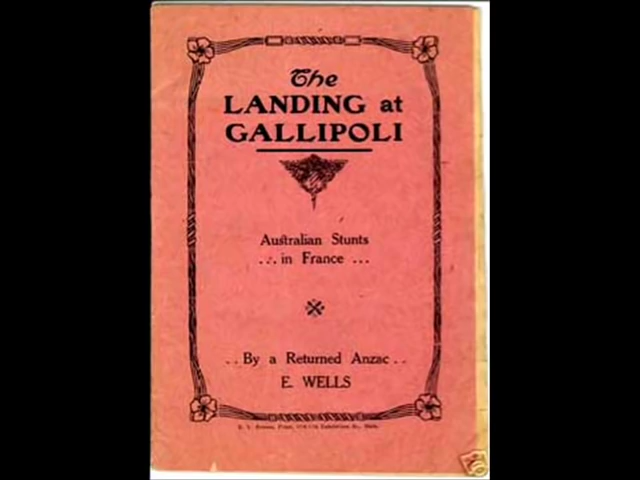 The
LANDING at
GALLIPOLI
Australian Stunts
... in France ...
.. By a Returned Anzac ..
E. WELLS